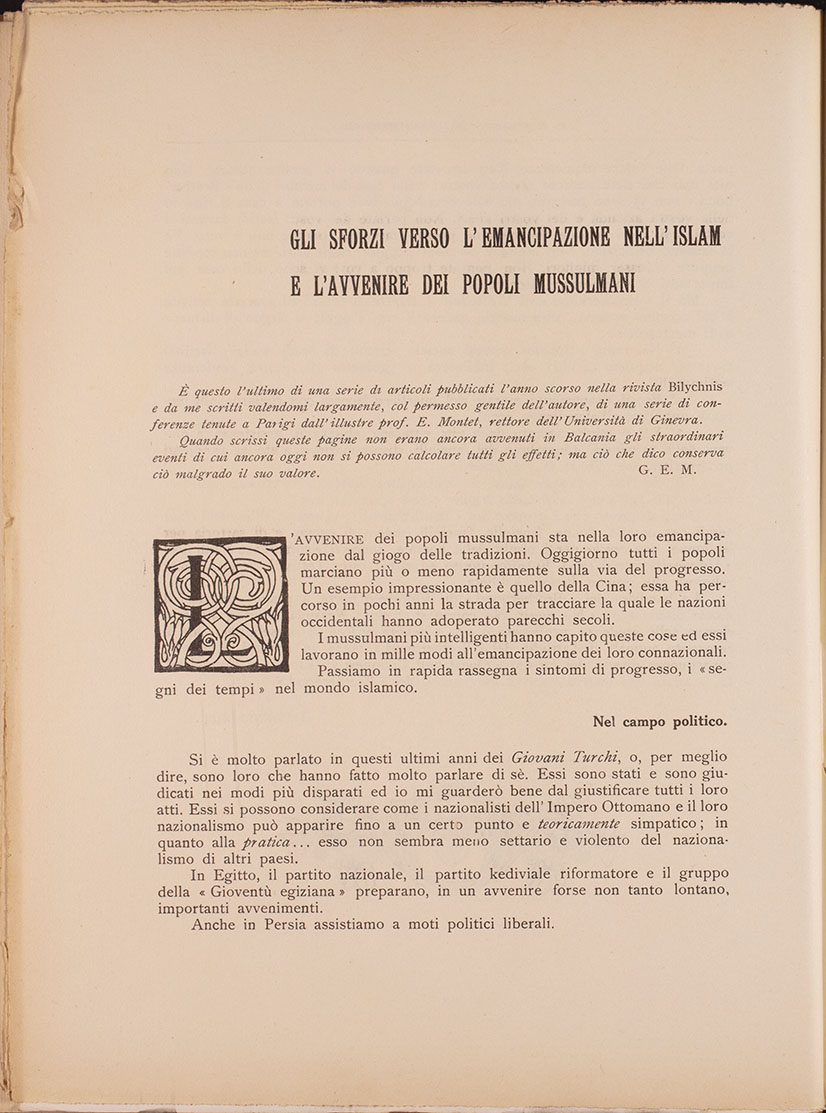 GLI SFORZI VERSO L'EMANCIPAZIONE NELL'ISLAM
E L'AVVENIRE DEI POPOLI MUSSULMANI
È questo l'ultimo di una serie di articoli pubblicati l'anno scorso nella rivista Bilychnis
e da me scritti valendomi largamente, col permesso gentile dell'autore, di una serie di con-
ferenze tenute a Parigi dall'illustre prof. E. Montet, rettore dell'Università di Ginevra.
Quando scrissi queste pagine non erano ancora avvenuti in Balcania gli straordinari
eventi di cui ancora oggi non si possono calcolare tutti gli effetti; ma ciò che dico conserva
ciò malgrado il suo valore. G. E. M.
L'AVVENIRE dei popoli mussulmani sta nella loro emancipa-
zione dal giogo delle tradizioni. Oggigiorno tutti i popoli
marciano più o meno rapidamente sulla via del progresso.
Un esempio impressionante è quello della Cina; essa ha per-
corso in pochi anni la strada per tracciare la quale le nazioni
occidentali hanno adoperato parecchi secoli.
I mussulmani più intelligenti hanno capito queste cose ed essi
lavorano in mille modi all'emancipazione dei loro connazionali.
Passiamo in rapida rassegna i sintomi di progresso, i «se-
gni dei tempi» nel mondo islamico.
Nel campo politico.
Si è molto parlato in questi ultimi anni dei Giovani Turchi, o, per meglio
dire, sono loro che hanno fatto molto parlare di sè. Essi sono stati e sono giu-
dicati nei modi più disparati ed io mi guarderò bene dal giustificare tutti i loro
atti. Essi si possono considerare come i nazionalisti dell'Impero Ottomano e il loro
nazionalismo può apparire fino a un certo punto e teoricamente simpatico; in
quanto alla pratica... esso non sembra meno settario e violento del naziona-
lismo di altri paesi.
In Egitto, il partito nazionale, il partito kediviale riformatore e il gruppo
della « Gioventù egiziana » preparano, in un avvenire forse non tanto lontano,
importanti avvenimenti.
Anche in Persia assistiamo a moti politici liberali.